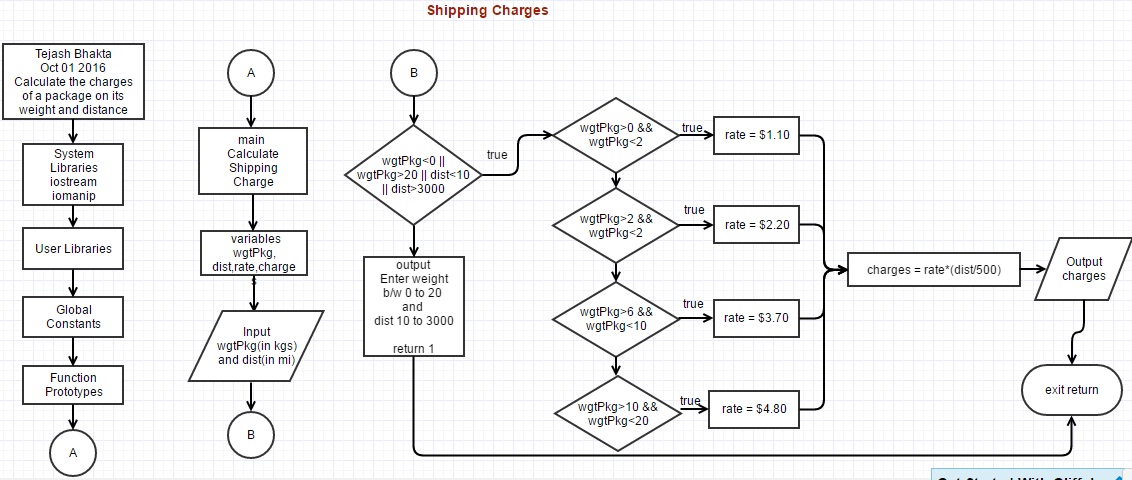 Shipping Charges
Tejash Bhakta
Oct 01 2016
Calculate the charges
of a package on its
weight and distance
System
Libraries
iostream
iomanip
User Libraries
Global
Constants
Function
Prototypes
A
A
main
Calculate
Shipping
Charge
variables
wgtPkg,
dist,rate,charge
s
Input
wgtPkg(in kgs)
and dist(in mi)
B
B
wgtPkg<0 ||
wgtPkg>20 || dist<10
|| dist>3000
true
output
Enter weight
b/w 0 to 20
and
dist 10 to 3000
return 1
wgtPkg>0 &&
wgtPkg<2
true
rate = $1.10
wgtPkg>2 &&
wgtPkg<2
true
rate = $2.20
wgtPkg>6 &&
wgtPkg<10
true
rate = $3.70
wgtPkg>10 &&
wgtPkg<20
true
rate = $4.80
charges = rate*(dist/500)
Output
charges
exit return